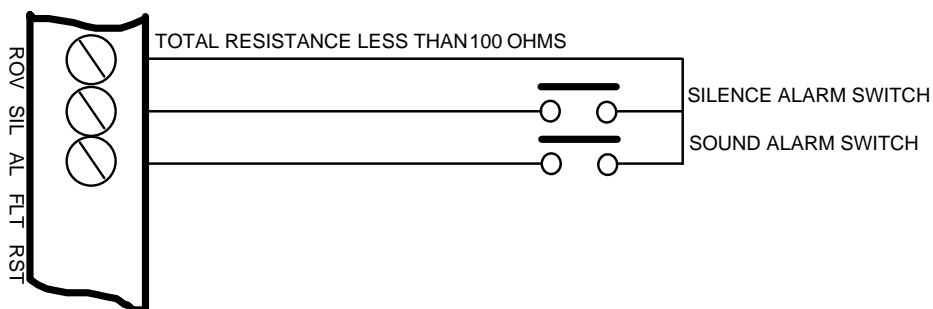 TOTAL RESISTANCE LESS THAN100 OHMS
SILENCE ALARM SWITCH
SOUND ALARM SWITCH
ROV
SIL
AL
FLT
RST